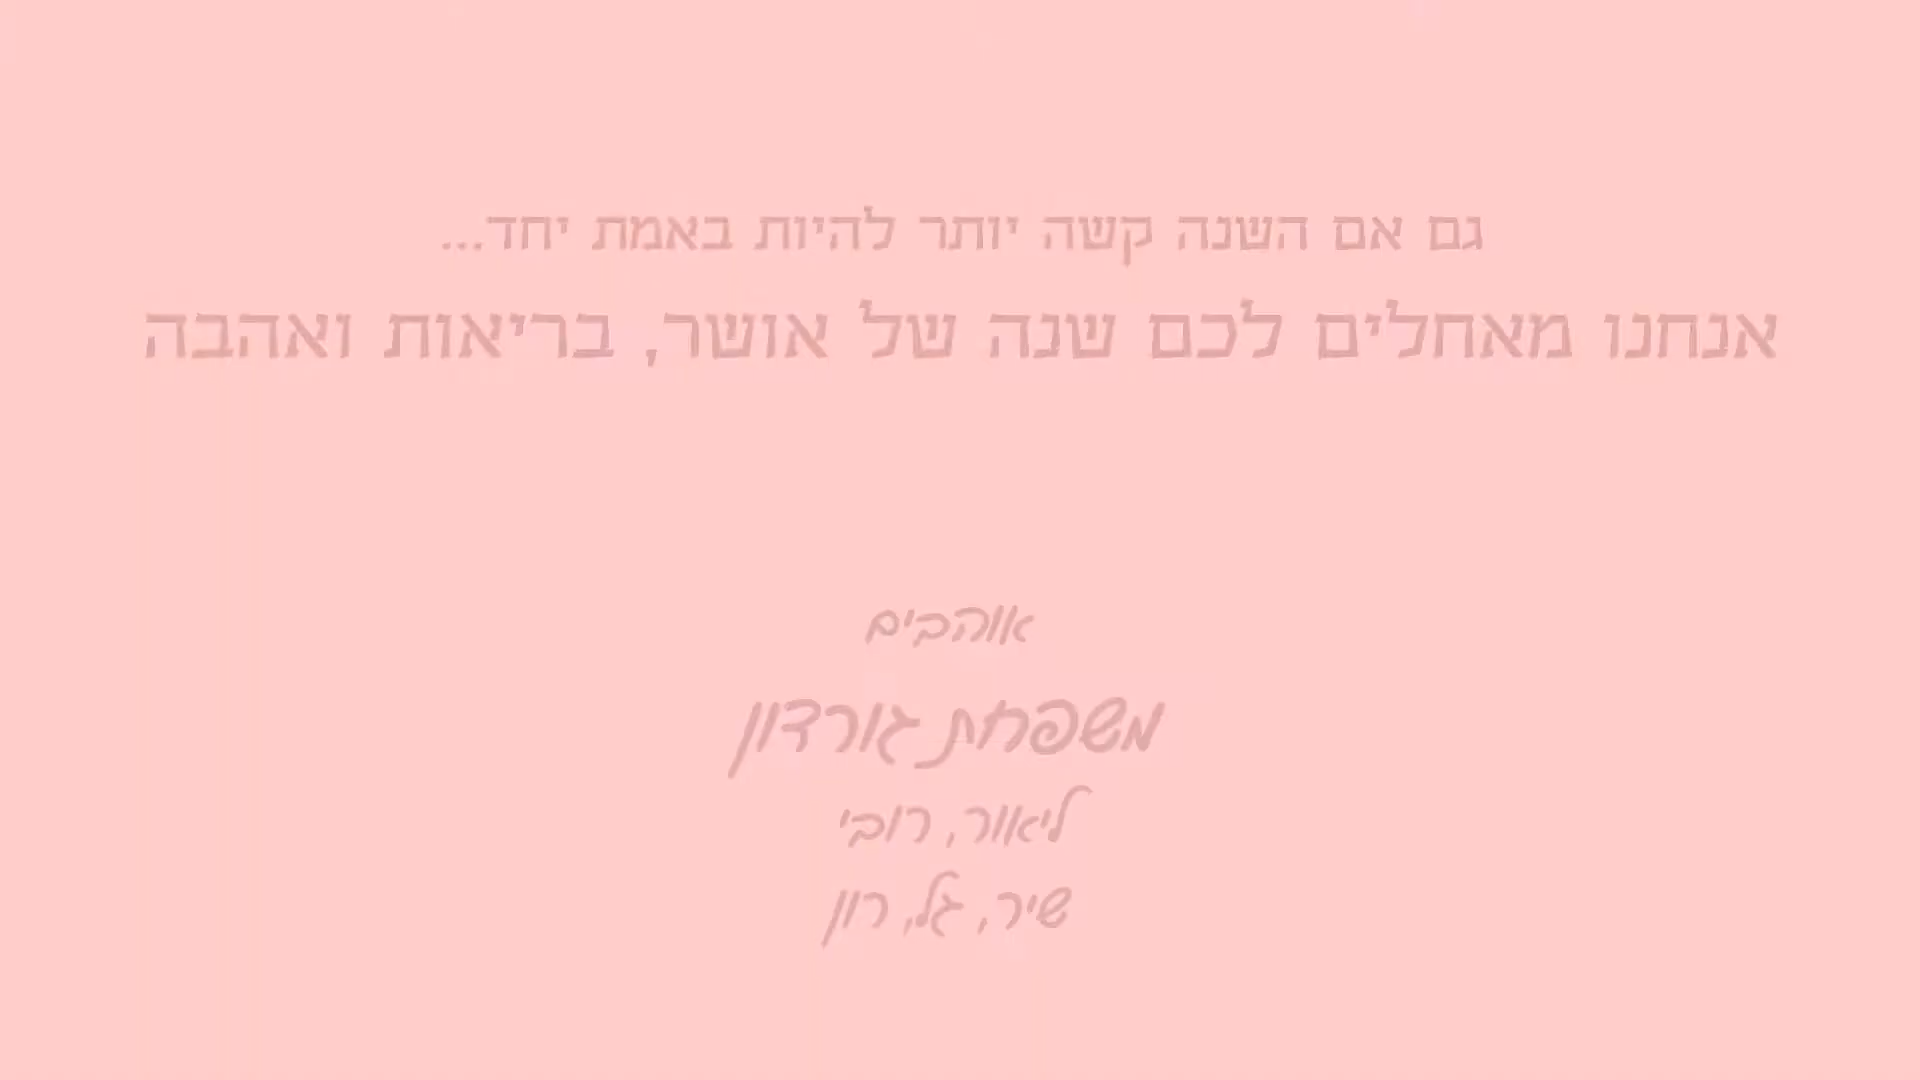 גם אם השנה קשה יותר להיות באמת יחד...
אנחנו מאחלים לכם שנה של אושר, בריאות ואהבה
אוהבים
משפחת גורדון
ליאור, רובי
שיר, גל, רון